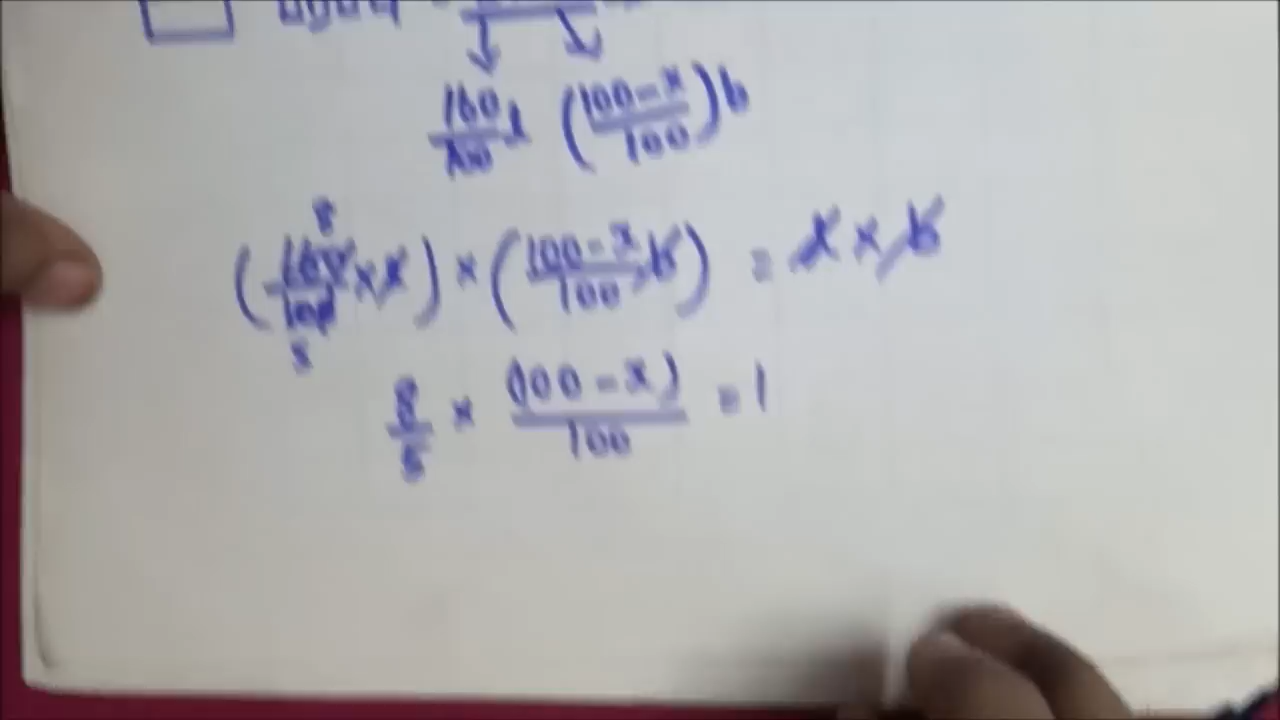 160/100 l (100-x/100)b
(160/100 × l) × (100-x/100 b) = l × b
8/5 × (100-x)/100 = 1